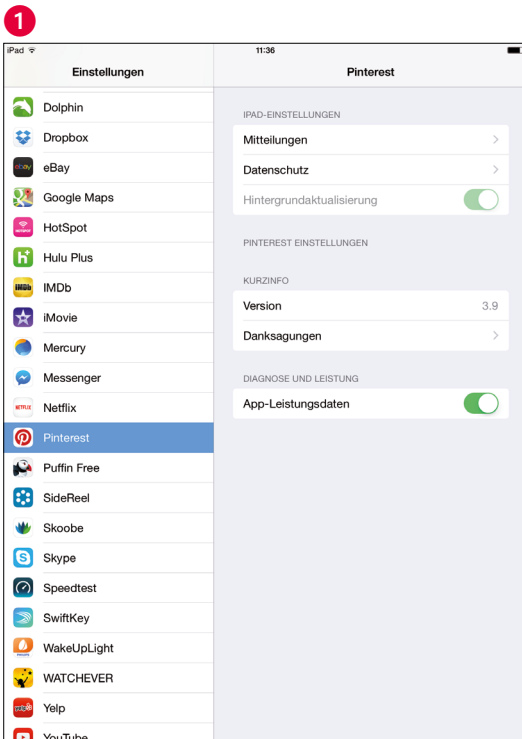 1
iPad 11:36
Einstellungen
Pinterest
Dolphin
Dropbox
eBay
Google Maps
HotSpot
Hulu Plus
IMDb
iMovie
Mercury
Messenger
Netflix
Pinterest
Puffin Free
SideReel
Skoobe
Skype
Speedtest
SwiftKey
WakeUpLight
WATCHEVER
Yelp
YouTube
IPAD-EINSTELLUNGEN
Mitteilungen
Datenschutz
Hintergrundaktualisierung
PINTEREST EINSTELLUNGEN
KURZINFO
Version 3.9
Danksagungen
DIAGNOSE UND LEISTUNG
App-Leistungsdaten